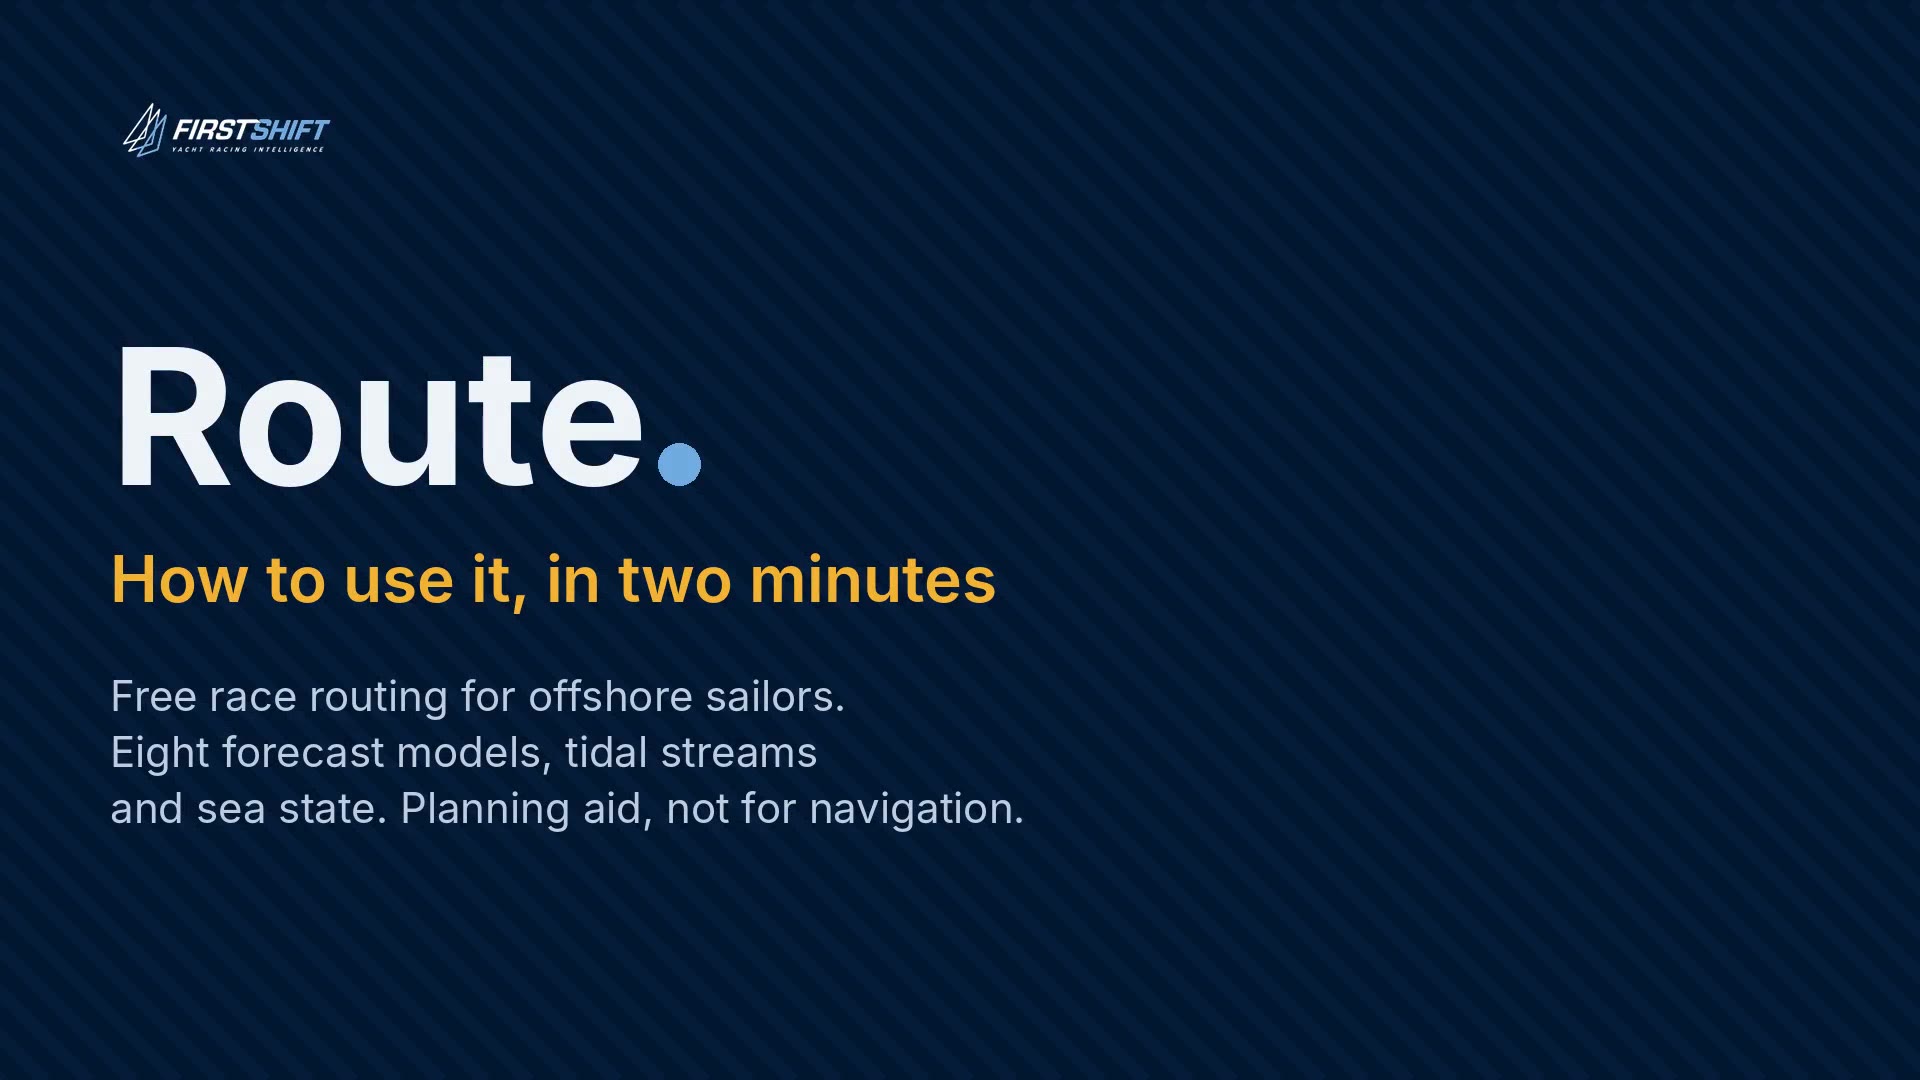 FIRSTSHIFT
YACHT RACING INTELLIGENCE
Route.
How to use it, in two minutes
Free race routing for offshore sailors.
Eight forecast models, tidal streams
and sea state. Planning aid, not for navigation.